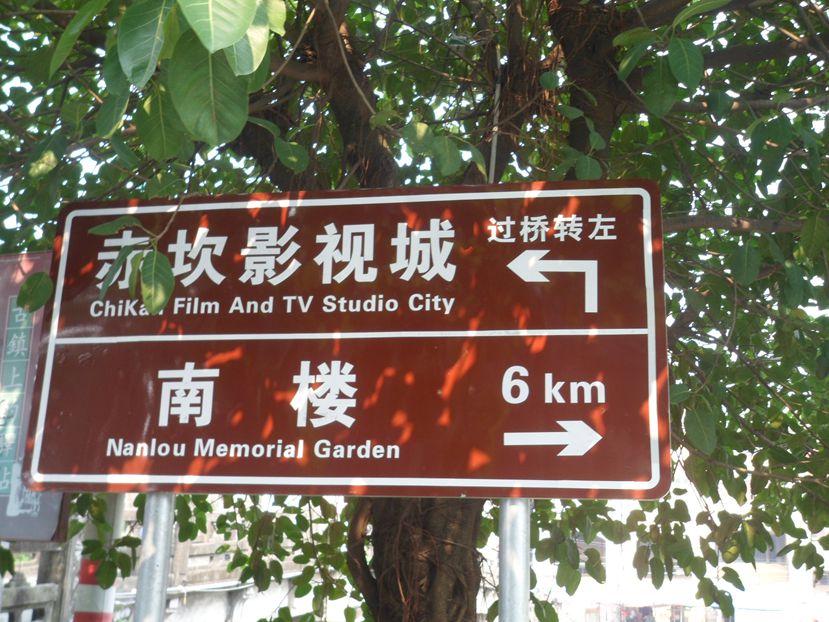 赤坎影视城
过桥转左
ChiKan Film And TV Studio City
南楼
6 km
Nanlou Memorial Garden